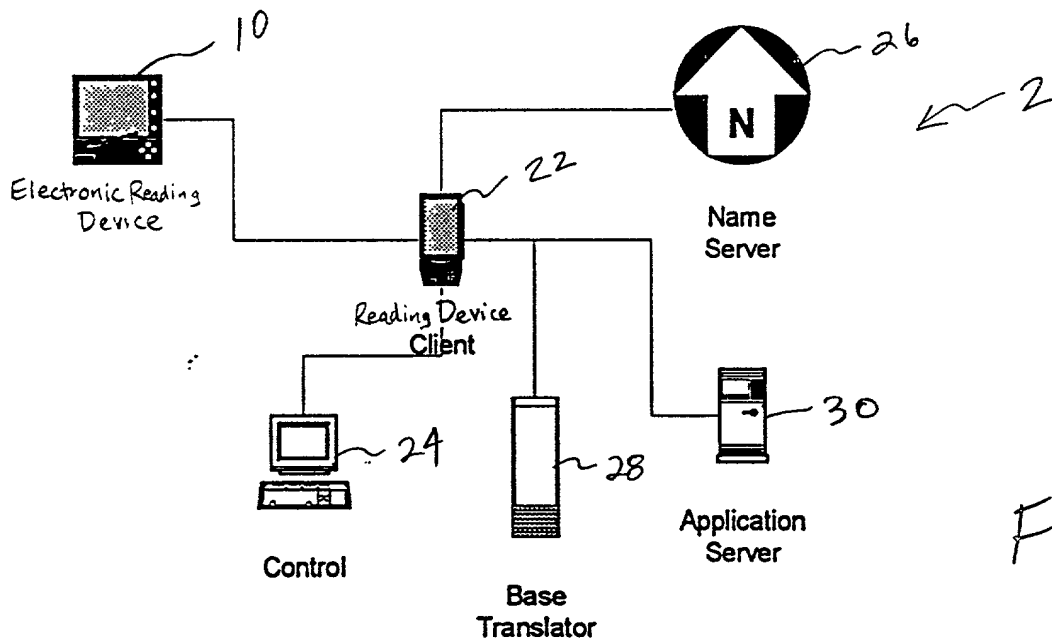 10
26
2
Electronic Reading
Device
22
N
Name
Server
Reading Device
Client
24
28
30
Control
Base
Translator
Application
Server
F